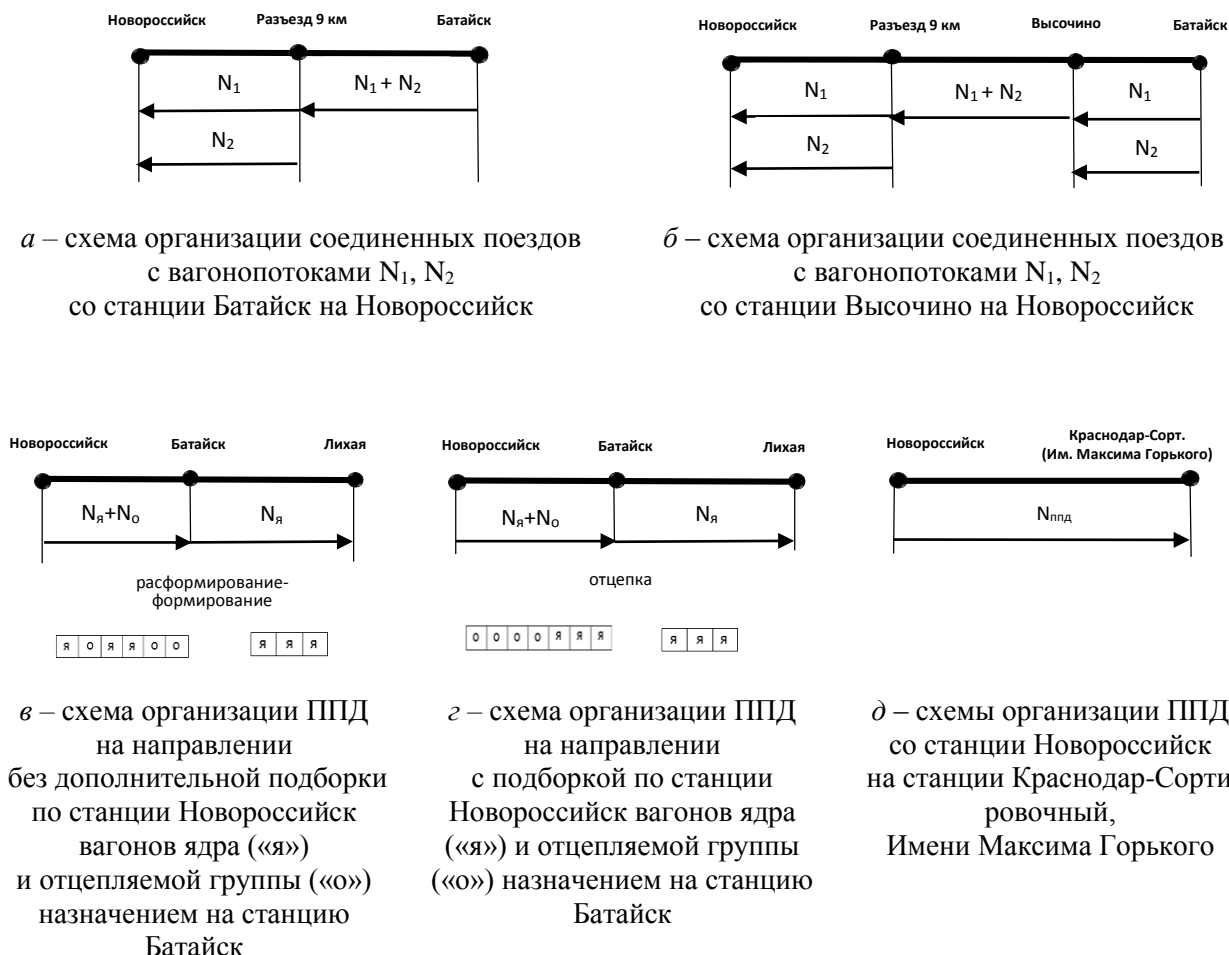 Новороссийск Разъезд 9 км Батайск
N₁ N₁ + N₂
N₂
а – схема организации соединенных поездов
с вагонопотоками N₁, N₂
со станции Батайск на Новороссийск
Новороссийск Разъезд 9 км Высочино Батайск
N₁ N₁ + N₂ N₁
N₂ N₂
б – схема организации соединенных поездов
с вагонопотоками N₁, N₂
со станции Высочино на Новороссийск
Новороссийск Батайск Лихая
Nя+Nо Nя
расформирование-
формирование
я о я я о о я я я
в – схема организации ППД
на направлении
без дополнительной подборки
по станции Новороссийск
вагонов ядра («я»)
и отцепляемой группы («о»)
назначением на станцию
Батайск
Новороссийск Батайск Лихая
Nя+Nо Nя
отцепка
о о о о я я я я я я
г – схема организации ППД
на направлении
с подборкой по станции
Новороссийск вагонов ядра
(«я») и отцепляемой группы
(«о») назначением на станцию
Батайск
Краснодар-Сорт.
Новороссийск (Им. Максима Горького)
Nппд
д – схемы организации ППД
со станции Новороссийск
на станции Краснодар-Сорти
ровочный,
Имени Максима Горького